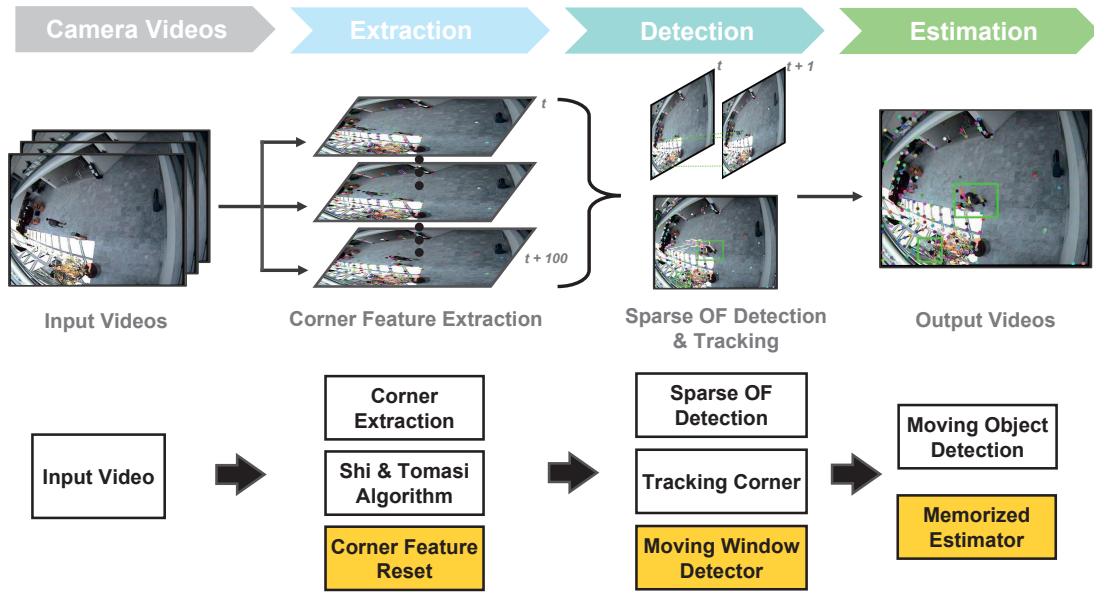 Camera Videos
Extraction
Detection
Estimation
t
t + 1
t + 100
Input Videos
Corner Feature Extraction
Sparse OF Detection
& Tracking
Output Videos
Input Video
Corner
Extraction
Shi & Tomasi
Algorithm
Corner Feature
Reset
Sparse OF
Detection
Tracking Corner
Moving Window
Detector
Moving Object
Detection
Memorized
Estimator